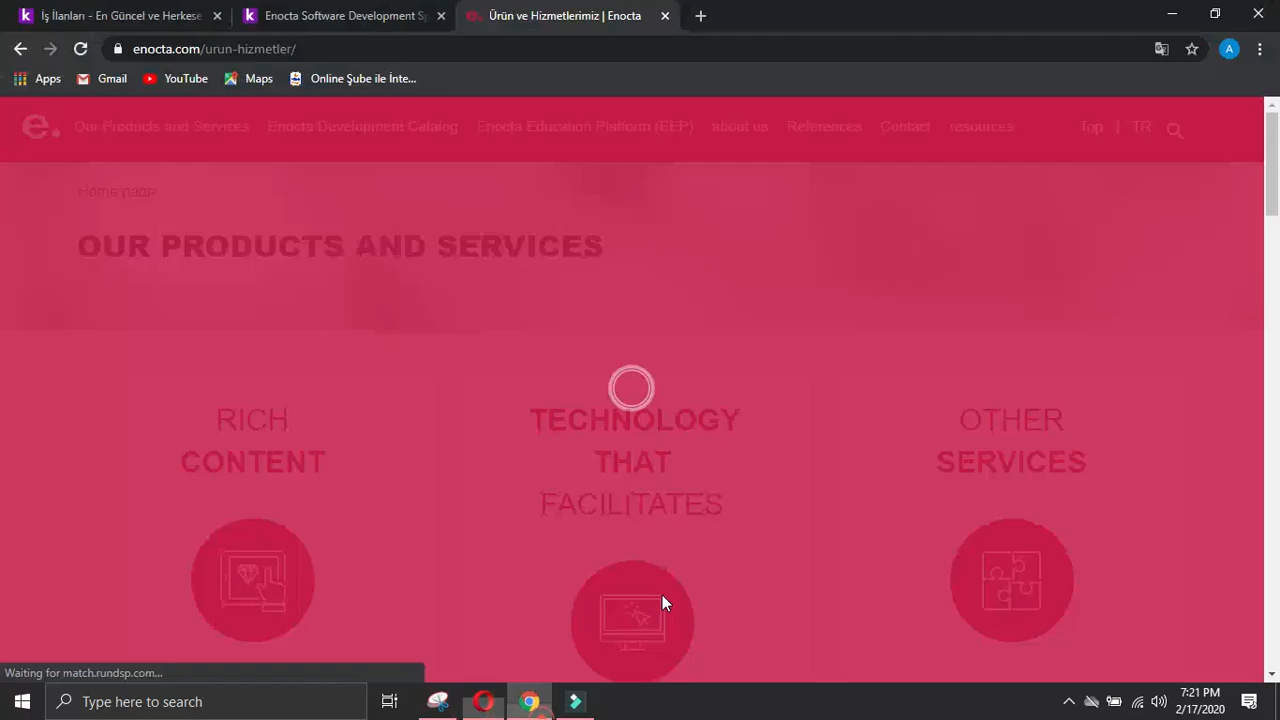 İş İlanları - En Güncel ve Herkese
Enocta Software Development Sp
Ürün ve Hizmetlerimiz | Enocta
enocta.com/urun-hizmetler/
A
Apps Gmail YouTube Maps Online Şube ile İnte...
e. Our Products and Services Enocta Development Catalog Enocta Education Platform (EEP) about us References Contact resources Top | TR
Home page
OUR PRODUCTS AND SERVICES
RICH
CONTENT
TECHNOLOGY
THAT
FACILITATES
OTHER
SERVICES
Waiting for match.rundsp.com...
Type here to search
7:21 PM
2/17/2020